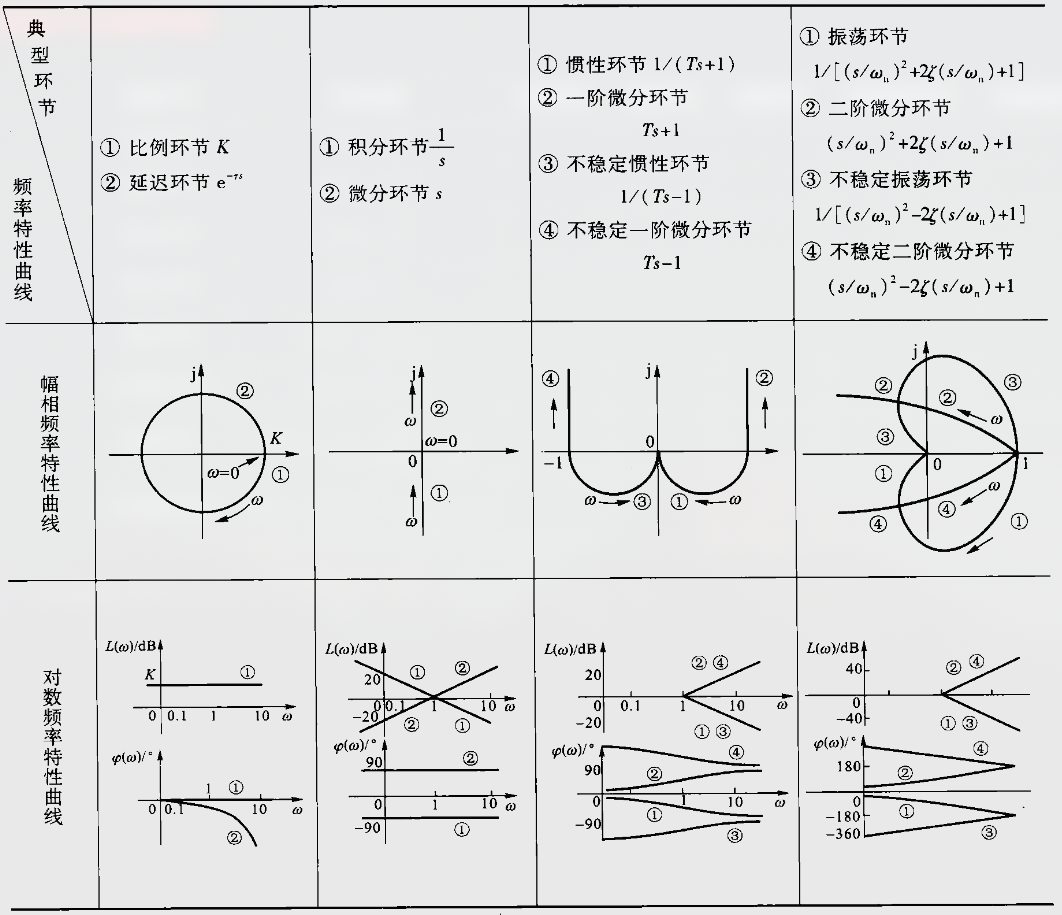 典
型
环
节
频
率
特
性
曲
线
① 比例环节 K
② 延迟环节 e^{-τs}
① 积分环节 1/s
② 微分环节 s
① 惯性环节 1/(Ts+1)
② 一阶微分环节
Ts+1
③ 不稳定惯性环节
1/(Ts−1)
④ 不稳定一阶微分环节
Ts−1
① 振荡环节
1/[(s/ωₙ)²+2ζ(s/ωₙ)+1]
② 二阶微分环节
(s/ωₙ)²+2ζ(s/ωₙ)+1
③ 不稳定振荡环节
1/[(s/ωₙ)²−2ζ(s/ωₙ)+1]
④ 不稳定二阶微分环节
(s/ωₙ)²−2ζ(s/ωₙ)+1
幅
相
频
率
特
性
曲
线
j
②
K
ω=0
①
ω
j
②
ω
ω=0
0
①
ω
④
j
②
0
−1
ω
③
①
ω
j
②
②
③
ω
③
①
0
1
ω
④
④
①
对
数
频
率
特
性
曲
线
L(ω)/dB
K
①
0
0.1
1
10
ω
φ(ω)/°
1
①
0
0.1
10
ω
②
L(ω)/dB
20
①
②
0
0.1
1
10
ω
−20
②
①
φ(ω)/°
90
②
0
1
10
ω
−90
①
L(ω)/dB
20
② ④
0
0.1
1
10
ω
−20
① ③
φ(ω)/°
④
90
②
0
1
10
ω
−90
①
③
L(ω)/dB
40
② ④
0
−40
① ③
φ(ω)/°
④
180
②
0
−180
①
−360
③